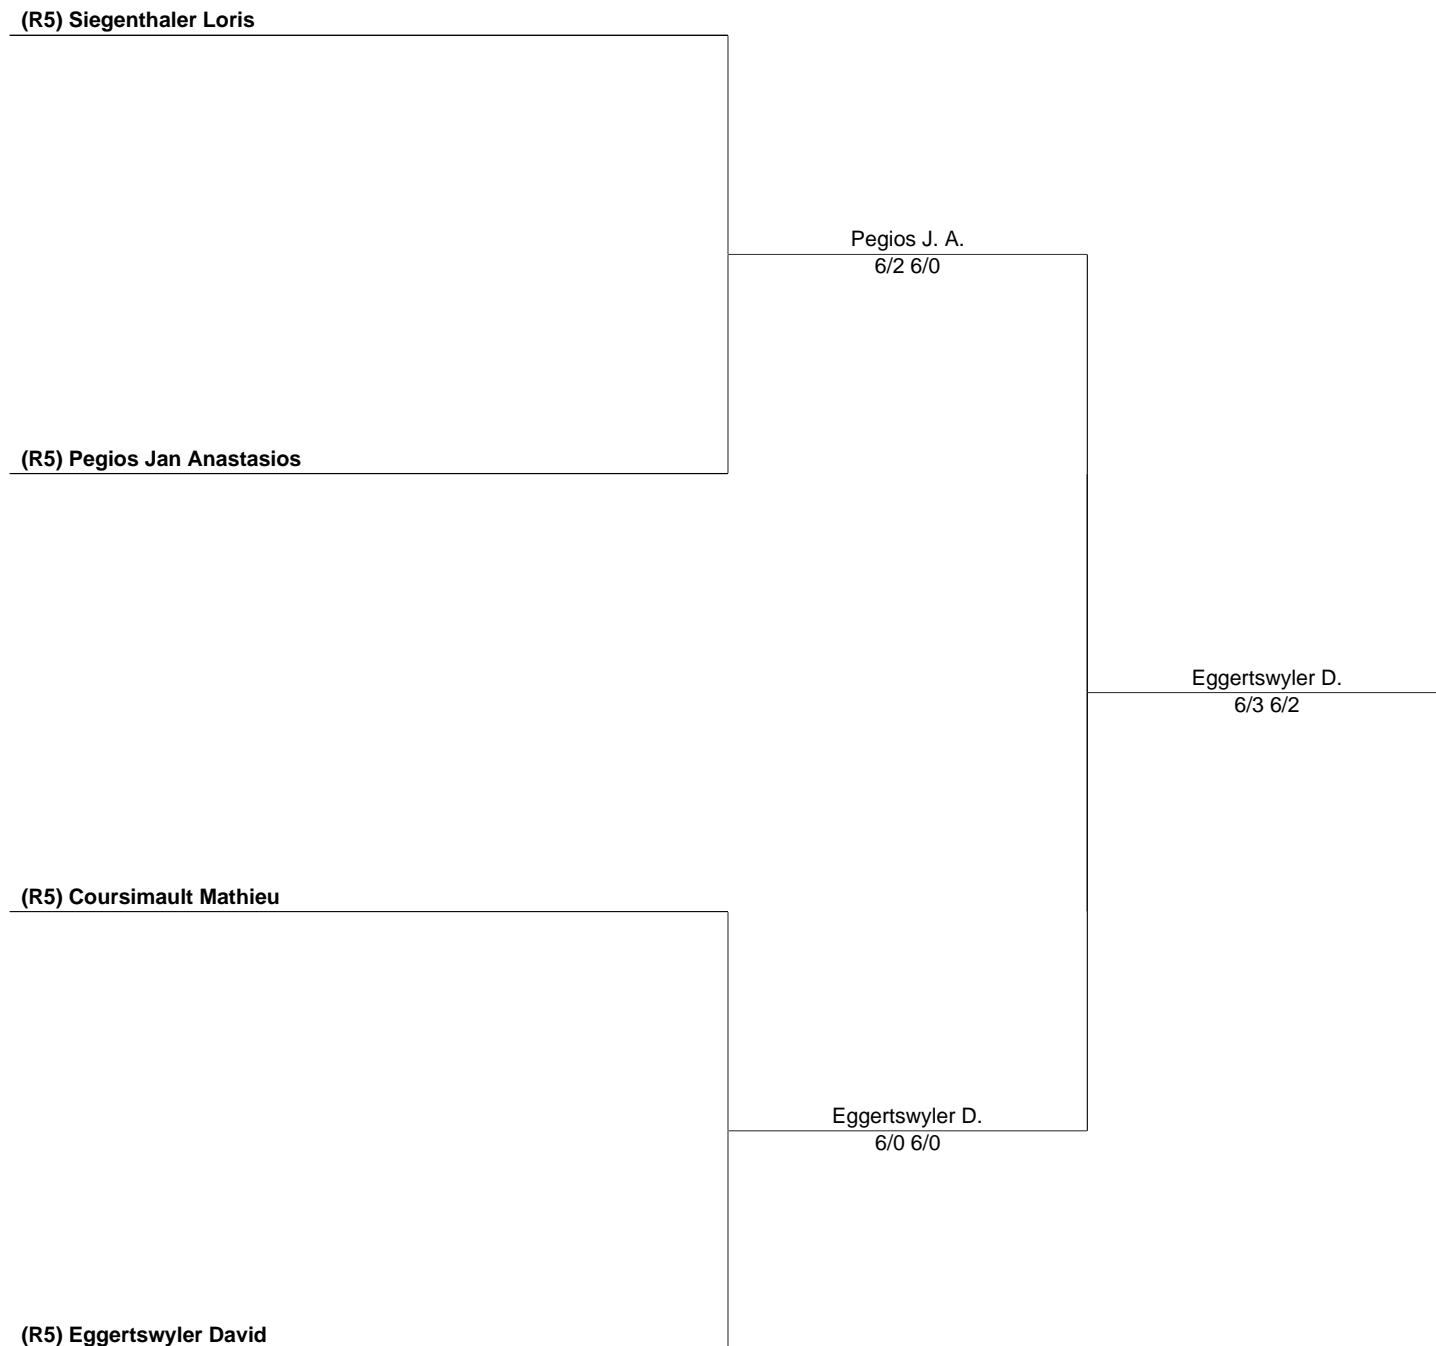 (R5) Siegenthaler Loris
Pegios J. A.
6/2 6/0
(R5) Pegios Jan Anastasios
Eggertswyler D.
6/3 6/2
(R5) Coursimault Mathieu
Eggertswyler D.
6/0 6/0
(R5) Eggertswyler David